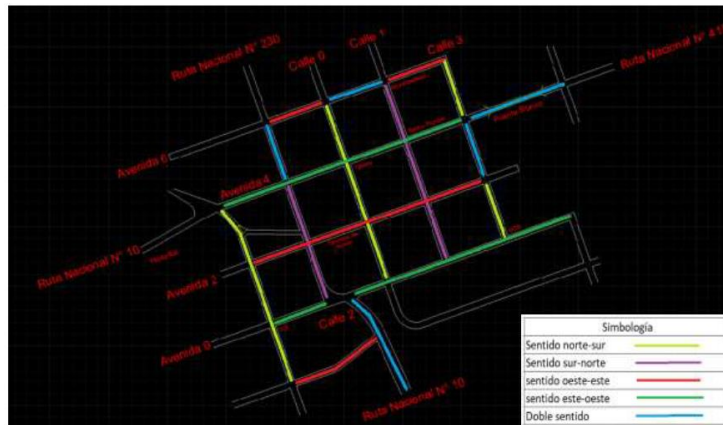 Ruta Nacional N° 230
Calle 0
Calle 1
Calle 3
Ruta Nacional N° 415
Avenida 6
Avenida 4
Ruta Nacional N° 10
Avenida 2
Avenida 0
Calle 2
Ruta Nacional N° 10
Simbología
Sentido norte-sur
Sentido sur-norte
sentido oeste-este
sentido este-oeste
Doble sentido